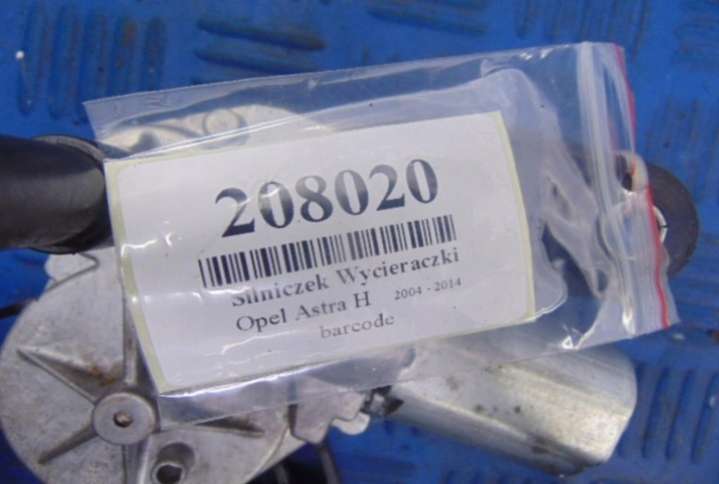 208020
Silniczek Wycieraczki
Opel Astra H 2004 - 2014
barcode